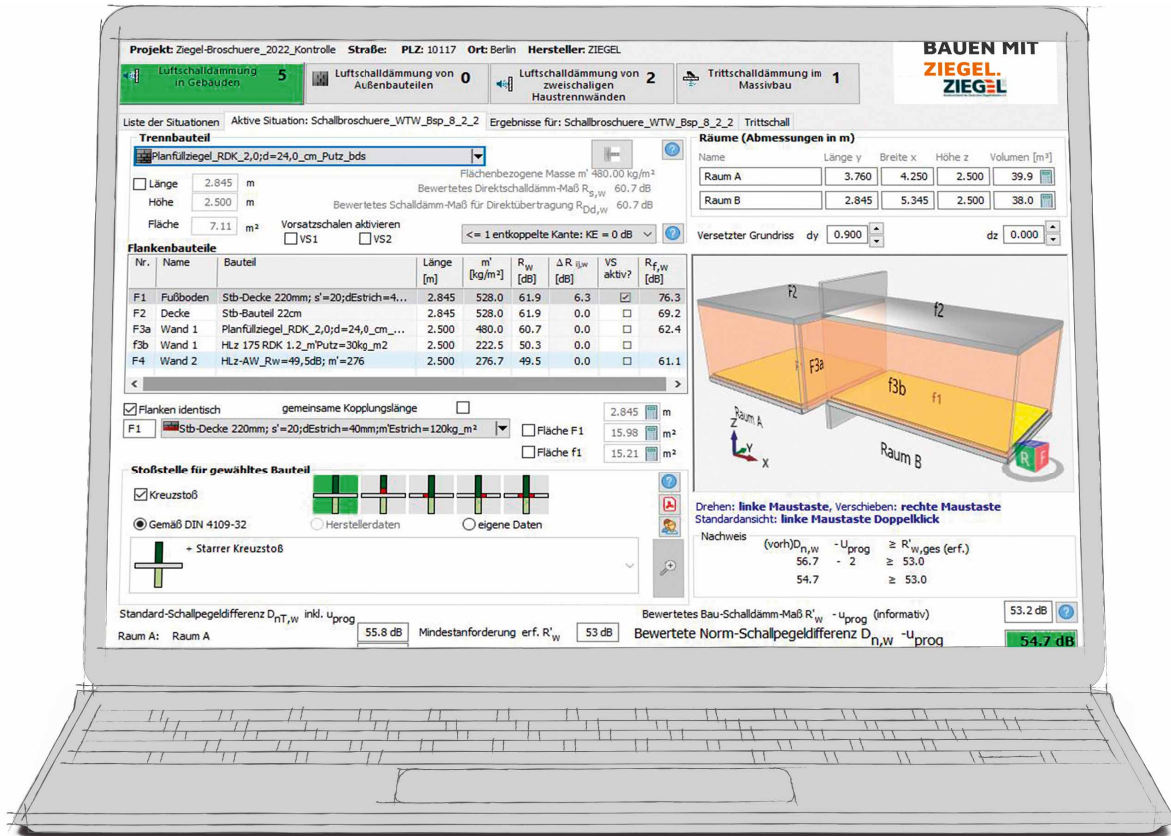 Projekt: Ziegel-Broschuere_2022_Kontrolle Straße: PLZ: 10117 Ort: Berlin Hersteller: ZIEGEL
BAUEN MIT
ZIEGEL.
ZIEGEL
Luftschalldämmung in Gebäuden 5
Luftschalldämmung von Außenbauteilen 0
Luftschalldämmung von zweischaligen Haustrennwänden 2
Trittschalldämmung im Massivbau 1
Liste der Situationen Aktive Situation: Schallbroschuere_WTW_Bsp_8_2_2 Ergebnisse für: Schallbroschuere_WTW_Bsp_8_2_2 Trittschall
Trennbauteil
Planfüllziegel_RDK_2,0;d=24,0_cm_Putz_bds
Flächenbezogene Masse m' 480.00 kg/m²
Länge 2.845 m
Bewertetes Direktschalldämm-Maß Rs,w 60.7 dB
Höhe 2.500 m
Bewertetes Schalldämm-Maß für Direktübertragung RDd,w 60.7 dB
Fläche 7.11 m²
Vorsatzschalen aktivieren
VS1 VS2
<= 1 entkoppelte Kante: KE = 0 dB
Räume (Abmessungen in m)
Name Länge y Breite x Höhe z Volumen [m³]
Raum A 3.760 4.250 2.500 39.9
Raum B 2.845 5.345 2.500 38.0
Versetzter Grundriss dy 0.900 dz 0.000
Flankenbauteile
Nr. Name Bauteil Länge [m] m' [kg/m²] Rw [dB] Δ R ij,w [dB] VS aktiv? Rf,w [dB]
F1 Fußboden Stb-Decke 220mm; s'=20;dEstrich=4... 2.845 528.0 61.9 6.3 76.3
F2 Decke Stb-Bauteil 22cm 2.845 528.0 61.9 0.0 69.2
F3a Wand 1 Planfüllziegel_RDK_2,0;d=24,0_cm_... 2.500 480.0 60.7 0.0 62.4
f3b Wand 1 HLz 175 RDK 1.2_m'Putz=30kg_m2 2.500 222.5 50.3 0.0
F4 Wand 2 HLz-AW_Rw=49,5dB; m'=276 2.500 276.7 49.5 0.0 61.1
F2
f2
F3a
f3b
f1
Raum A
Raum B
Z
Y
X
R F
Flanken identisch gemeinsame Kopplungslänge 2.845 m
F1 Stb-Decke 220mm; s'=20;dEstrich=40mm;m'Estrich=120kg_m² Fläche F1 15.98 m²
Fläche f1 15.21 m²
Stoßstelle für gewähltes Bauteil
Kreuzstoß
Gemäß DIN 4109-32 Herstellerdaten eigene Daten
+ Starrer Kreuzstoß
Drehen: linke Maustaste, Verschieben: rechte Maustaste
Standardansicht: linke Maustaste Doppelklick
Nachweis
(vorh)Dn,w -Uprog ≥ R'w,ges (erf.)
56.7 - 2 ≥ 53.0
54.7 ≥ 53.0
Standard-Schallpegeldifferenz DnT,w inkl. uprog
Raum A: Raum A 55.8 dB Mindestanforderung erf. R'w 53 dB
Bewertetes Bau-Schalldämm-Maß R'w - uprog (informativ) 53.2 dB
Bewertete Norm-Schallpegeldifferenz Dn,w -uprog 54.7 dB